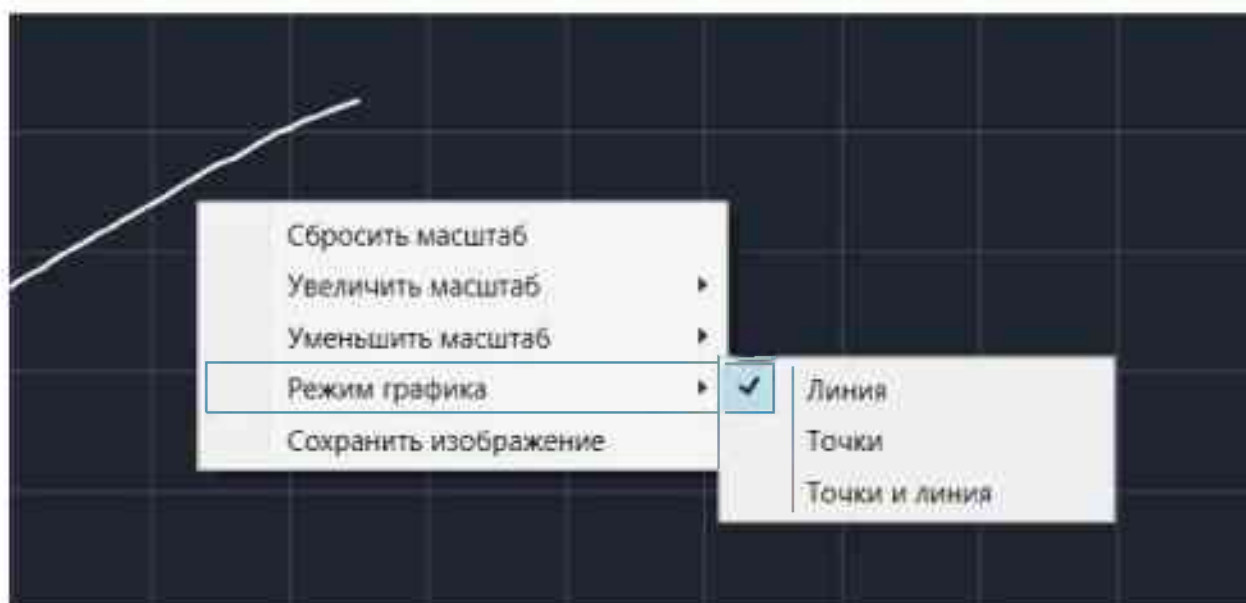 Сбросить масштаб
Увеличить масштаб
Уменьшить масштаб
Режим графика
Сохранить изображение
Линия
Точки
Точки и линия